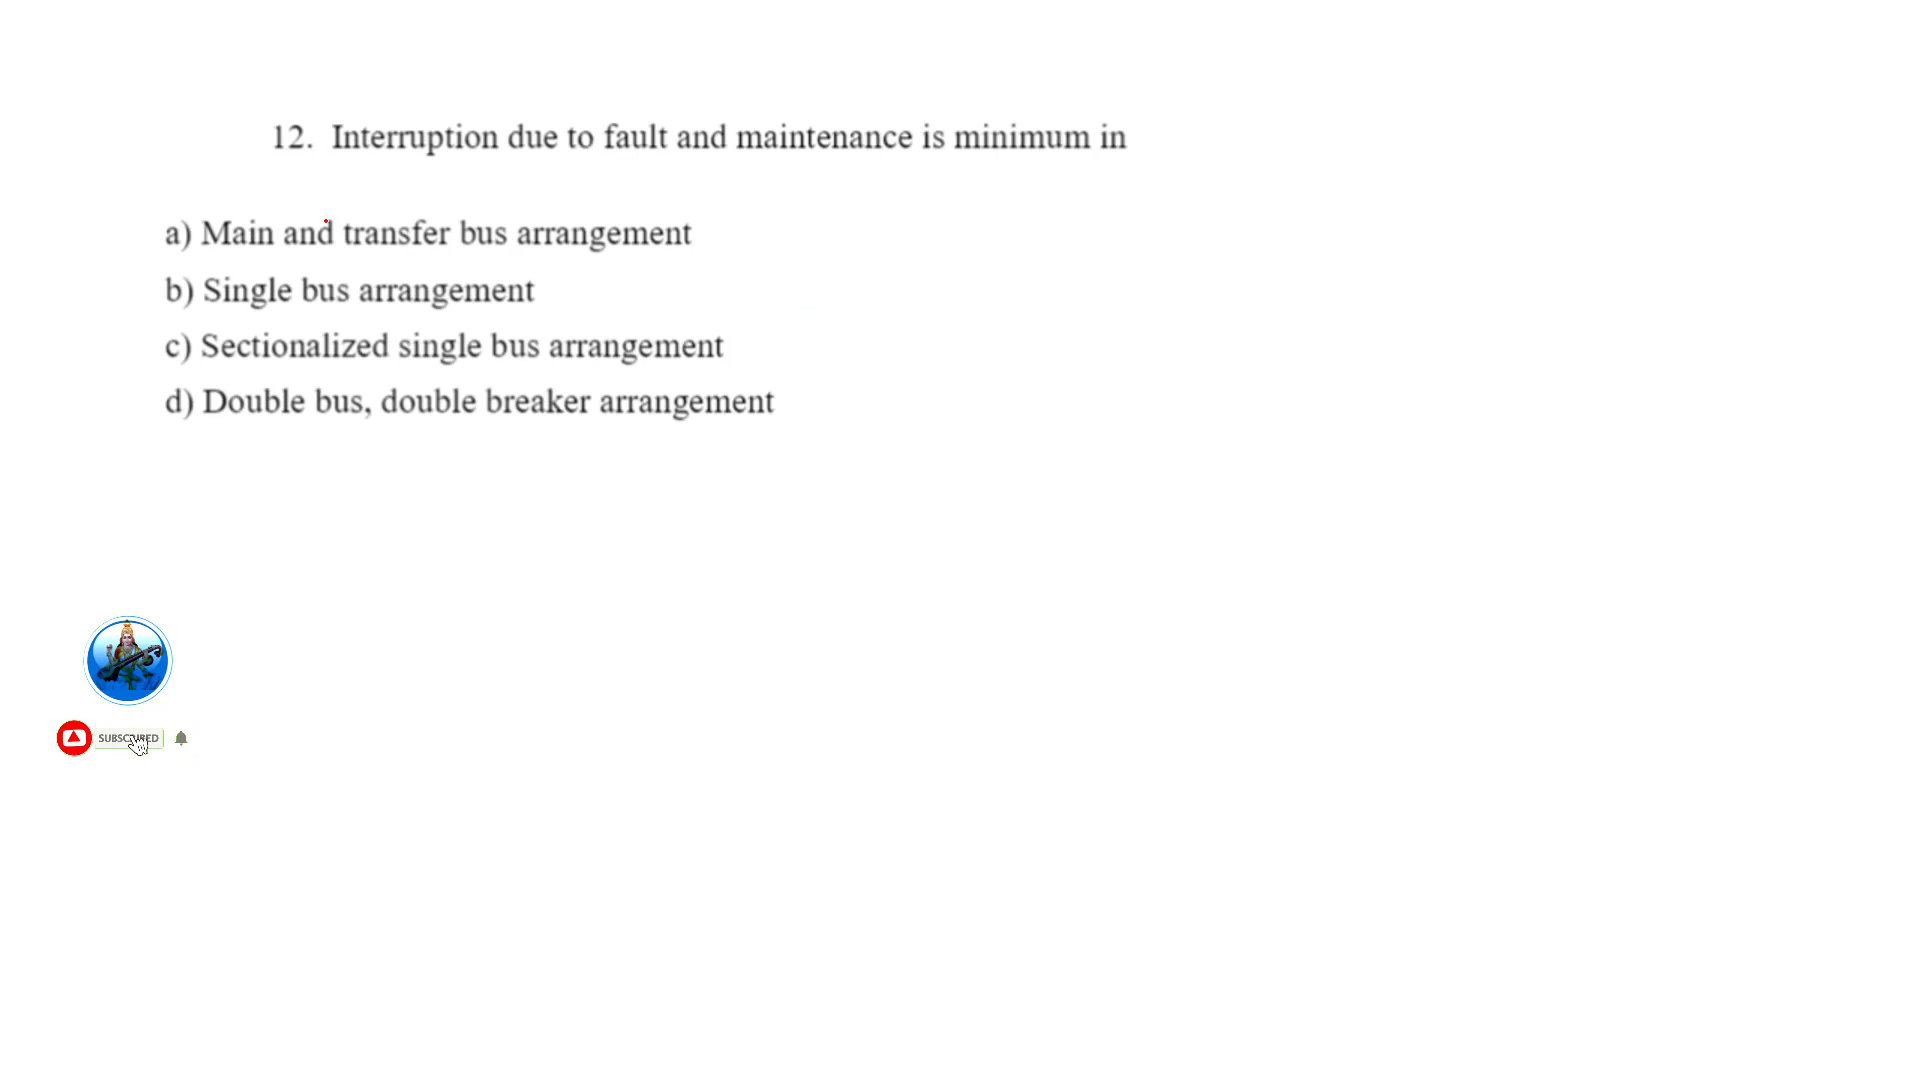 12. Interruption due to fault and maintenance is minimum in
a) Main and transfer bus arrangement
b) Single bus arrangement
c) Sectionalized single bus arrangement
d) Double bus, double breaker arrangement
SUBSCRIBED